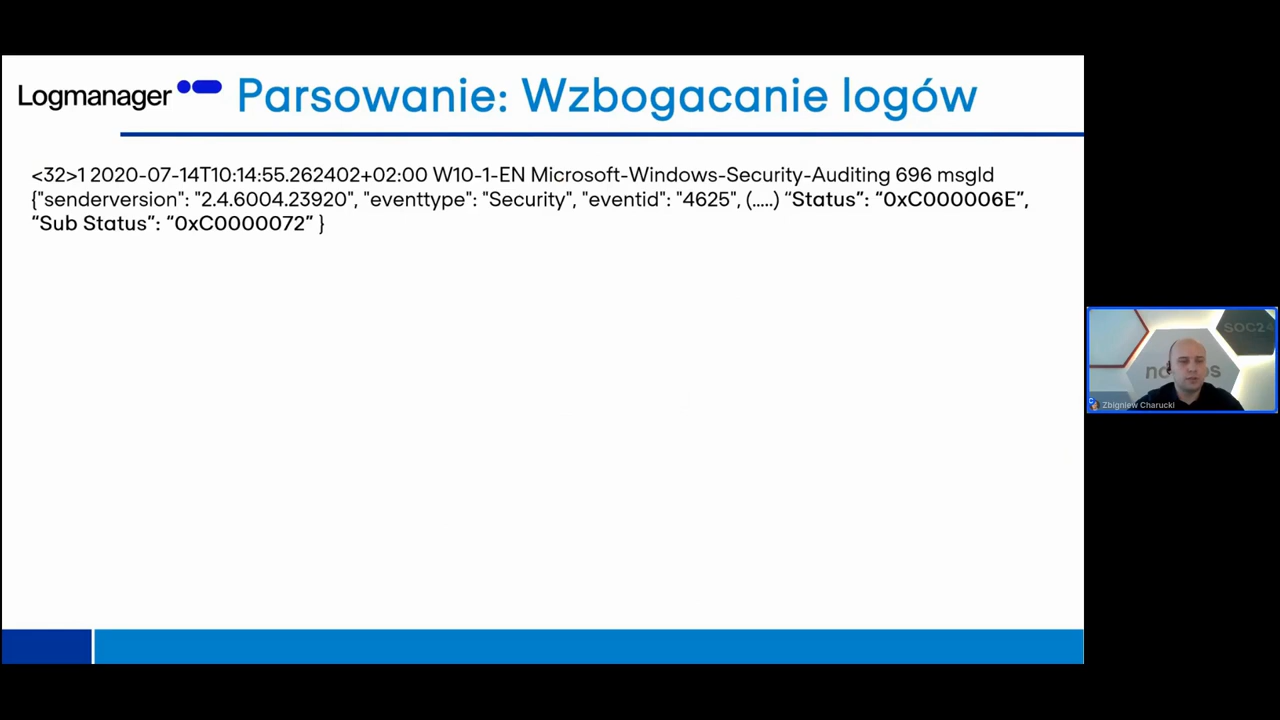 Logmanager
Parsowanie: Wzbogacanie logów
<32>1 2020-07-14T10:14:55.262402+02:00 W10-1-EN Microsoft-Windows-Security-Auditing 696 msgId
{"senderversion": "2.4.6004.23920", "eventtype": "Security", "eventid": "4625", (.....) “Status”: “0xC000006E”,
“Sub Status”: “0xC0000072” }
SOC24
Zbigniew Charucki